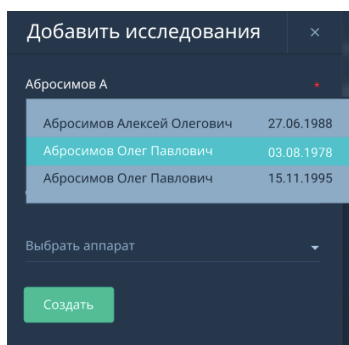 Добавить исследования ×
Абросимов А *
Абросимов Алексей Олегович 27.06.1988
Абросимов Олег Павлович 03.08.1978
Абросимов Олег Павлович 15.11.1995
Выбрать аппарат
Создать